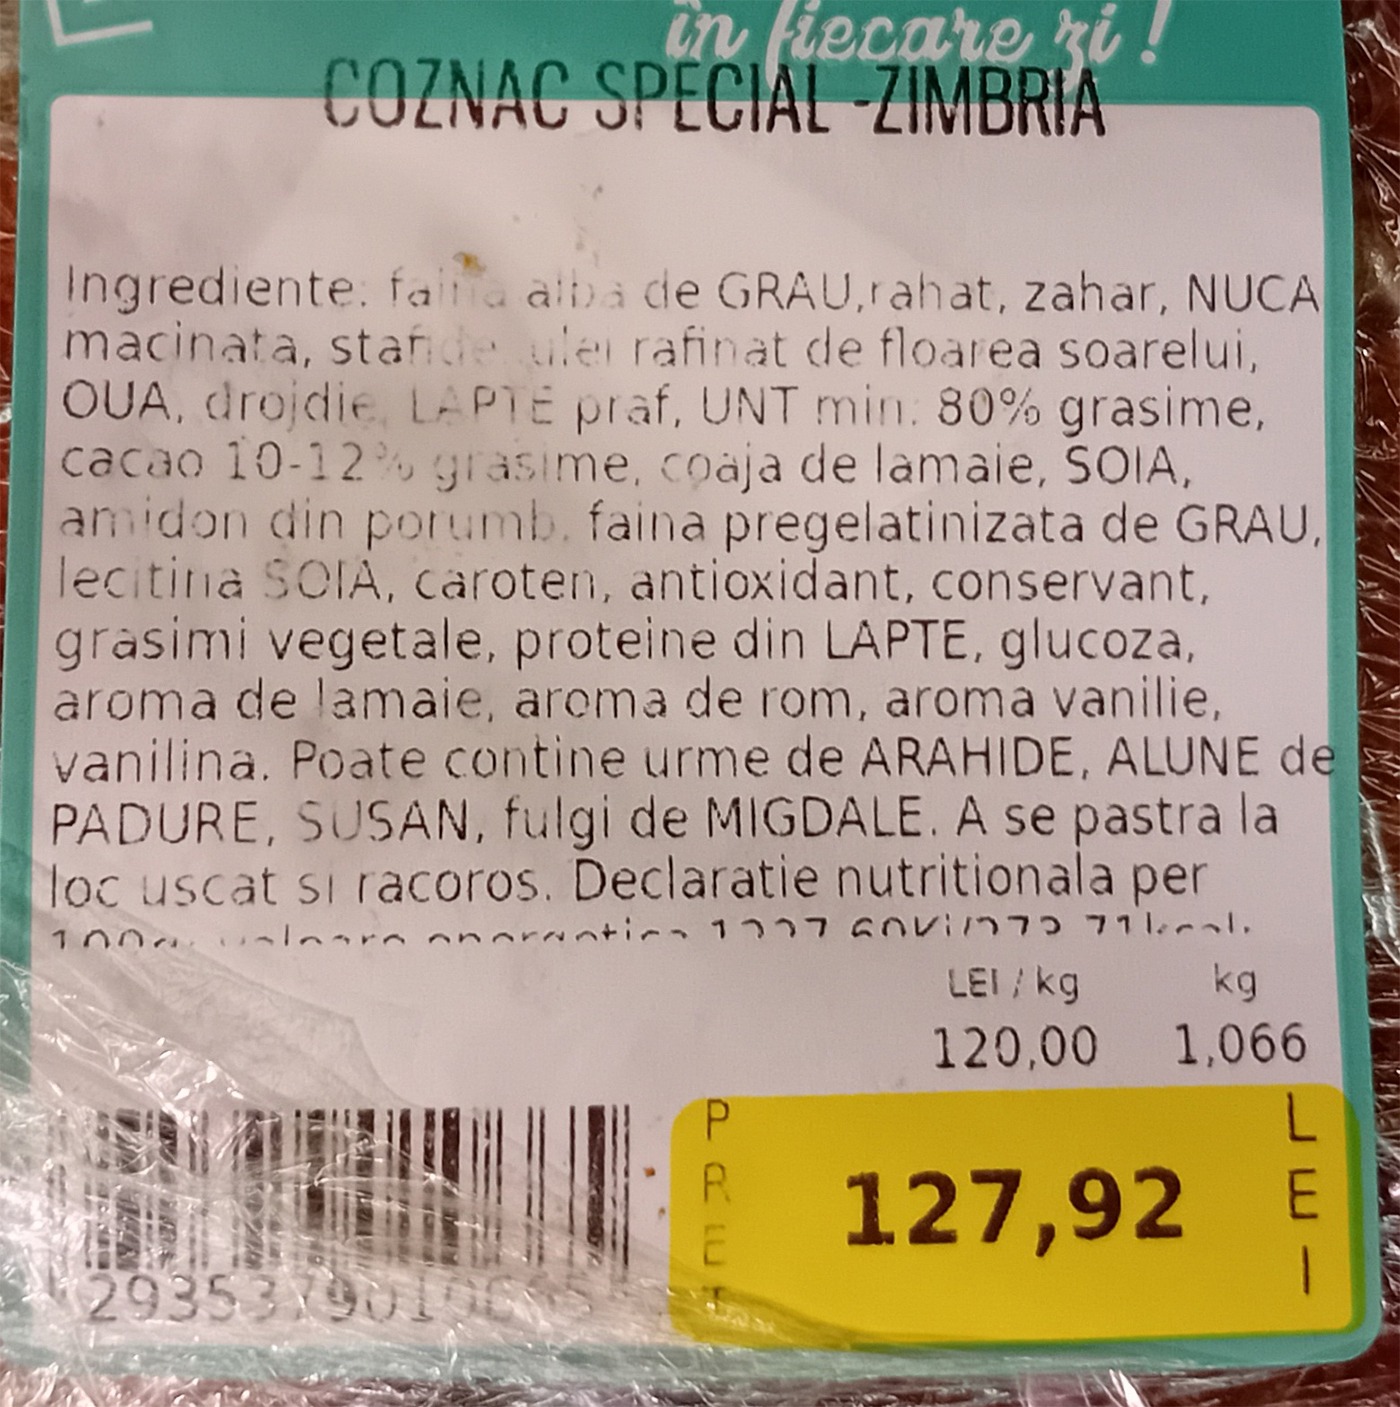 în fiecare zi !
COZNAC SPECIAL -ZIMBRIA
Ingrediente: faina alba de GRAU,rahat, zahar, NUCA
macinata, stafide, ulei rafinat de floarea soarelui,
OUA, drojdie, LAPTE praf, UNT min. 80% grasime,
cacao 10-12% grasime, coaja de lamaie, SOIA,
amidon din porumb, faina pregelatinizata de GRAU,
lecitina SOIA, caroten, antioxidant, conservant,
grasimi vegetale, proteine din LAPTE, glucoza,
aroma de lamaie, aroma de rom, aroma vanilie,
vanilina. Poate contine urme de ARAHIDE, ALUNE de
PADURE, SUSAN, fulgi de MIGDALE. A se pastra la
loc uscat si racoros. Declaratie nutritionala per
LEI / kg kg
120,00 1,066
PRET 127,92 LEI